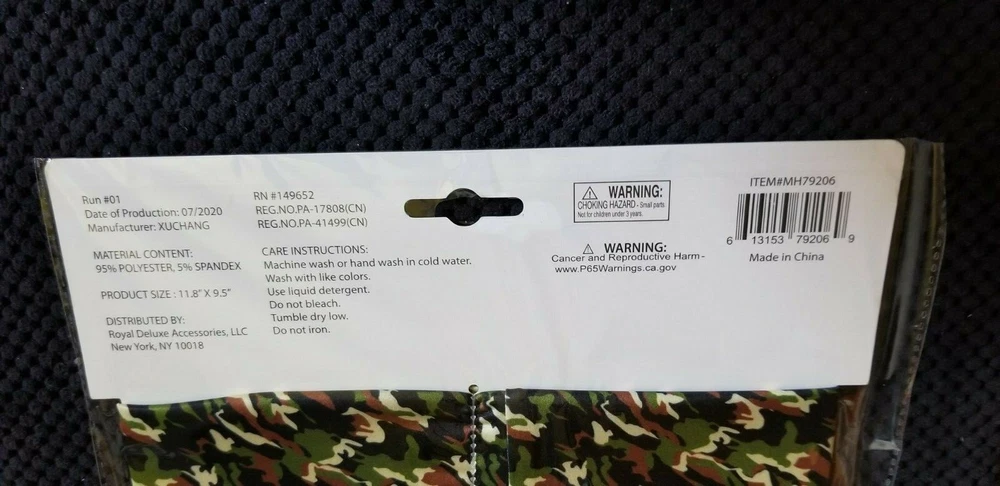 Run #01
Date of Production: 07/2020
Manufacturer: XUCHANG
MATERIAL CONTENT:
95% POLYESTER, 5% SPANDEX
PRODUCT SIZE : 11.8" X 9.5"
DISTRIBUTED BY:
Royal Deluxe Accessories, LLC
New York, NY 10018
RN #149652
REG.NO.PA-17808(CN)
REG.NO.PA-41499(CN)
CARE INSTRUCTIONS:
Machine wash or hand wash in cold water.
Wash with like colors.
Use liquid detergent.
Do not bleach.
Tumble dry low.
Do not iron.
WARNING:
CHOKING HAZARD - Small parts
Not for children under 3 years.
WARNING:
Cancer and Reproductive Harm-
www.P65Warnings.ca.gov
ITEM#MH79206
6 13153 79206 9
Made in China